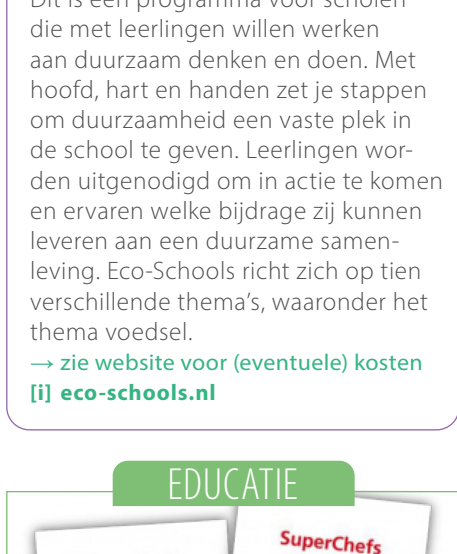 Dit is een programma voor scholen
die met leerlingen willen werken
aan duurzaam denken en doen. Met
hoofd, hart en handen zet je stappen
om duurzaamheid een vaste plek in
de school te geven. Leerlingen wor-
den uitgenodigd om in actie te komen
en ervaren welke bijdrage zij kunnen
leveren aan een duurzame samen-
leving. Eco-Schools richt zich op tien
verschillende thema’s, waaronder het
thema voedsel.
→ zie website voor (eventuele) kosten
[i] eco-schools.nl
EDUCATIE
SuperChefs